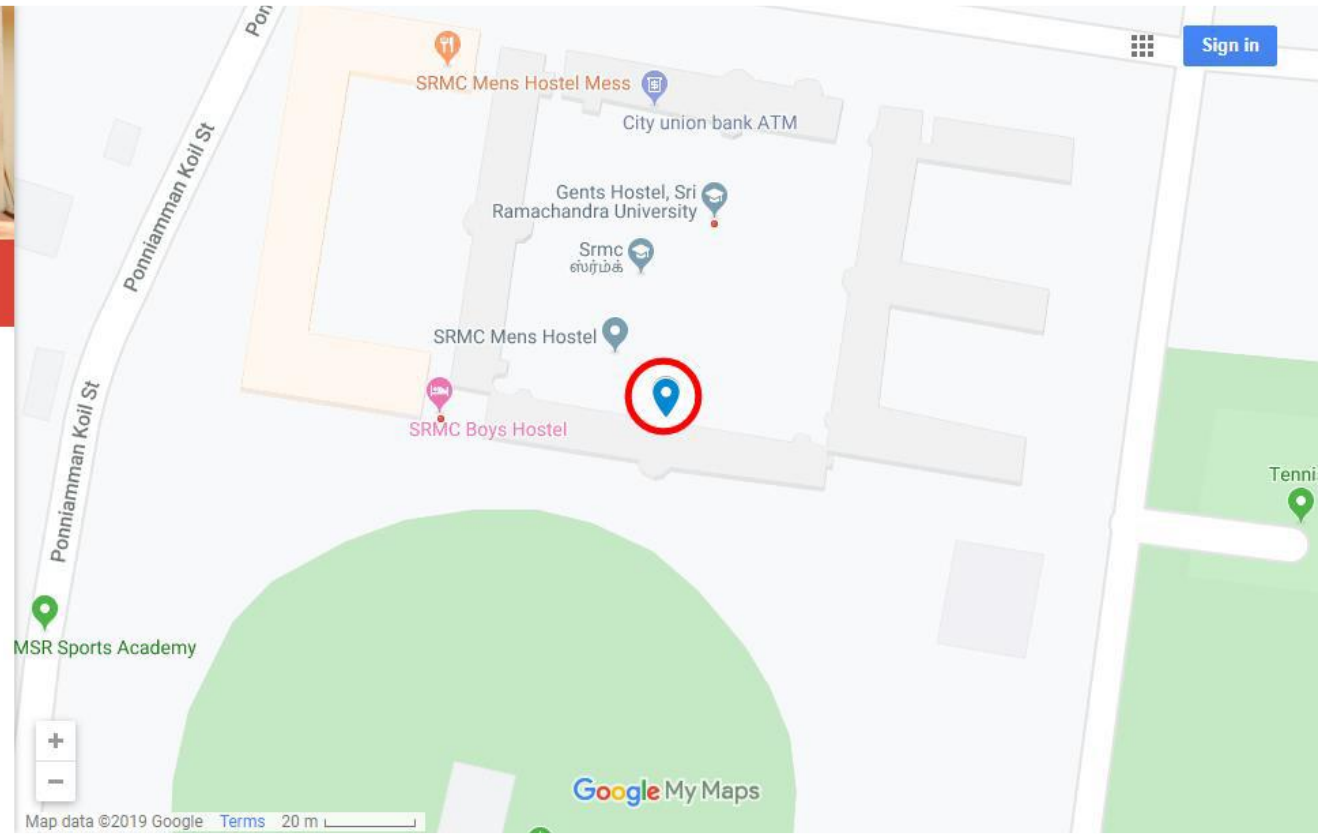 Pon
Sign in
SRMC Mens Hostel Mess
City union bank ATM
Ponniamman Koil St
Gents Hostel, Sri
Ramachandra University
Srmc
ஸ்ர்ம்க்
SRMC Mens Hostel
Ponniamman Koil St
SRMC Boys Hostel
Tenni
MSR Sports Academy
+
−
Google My Maps
Map data ©2019 Google Terms 20 m